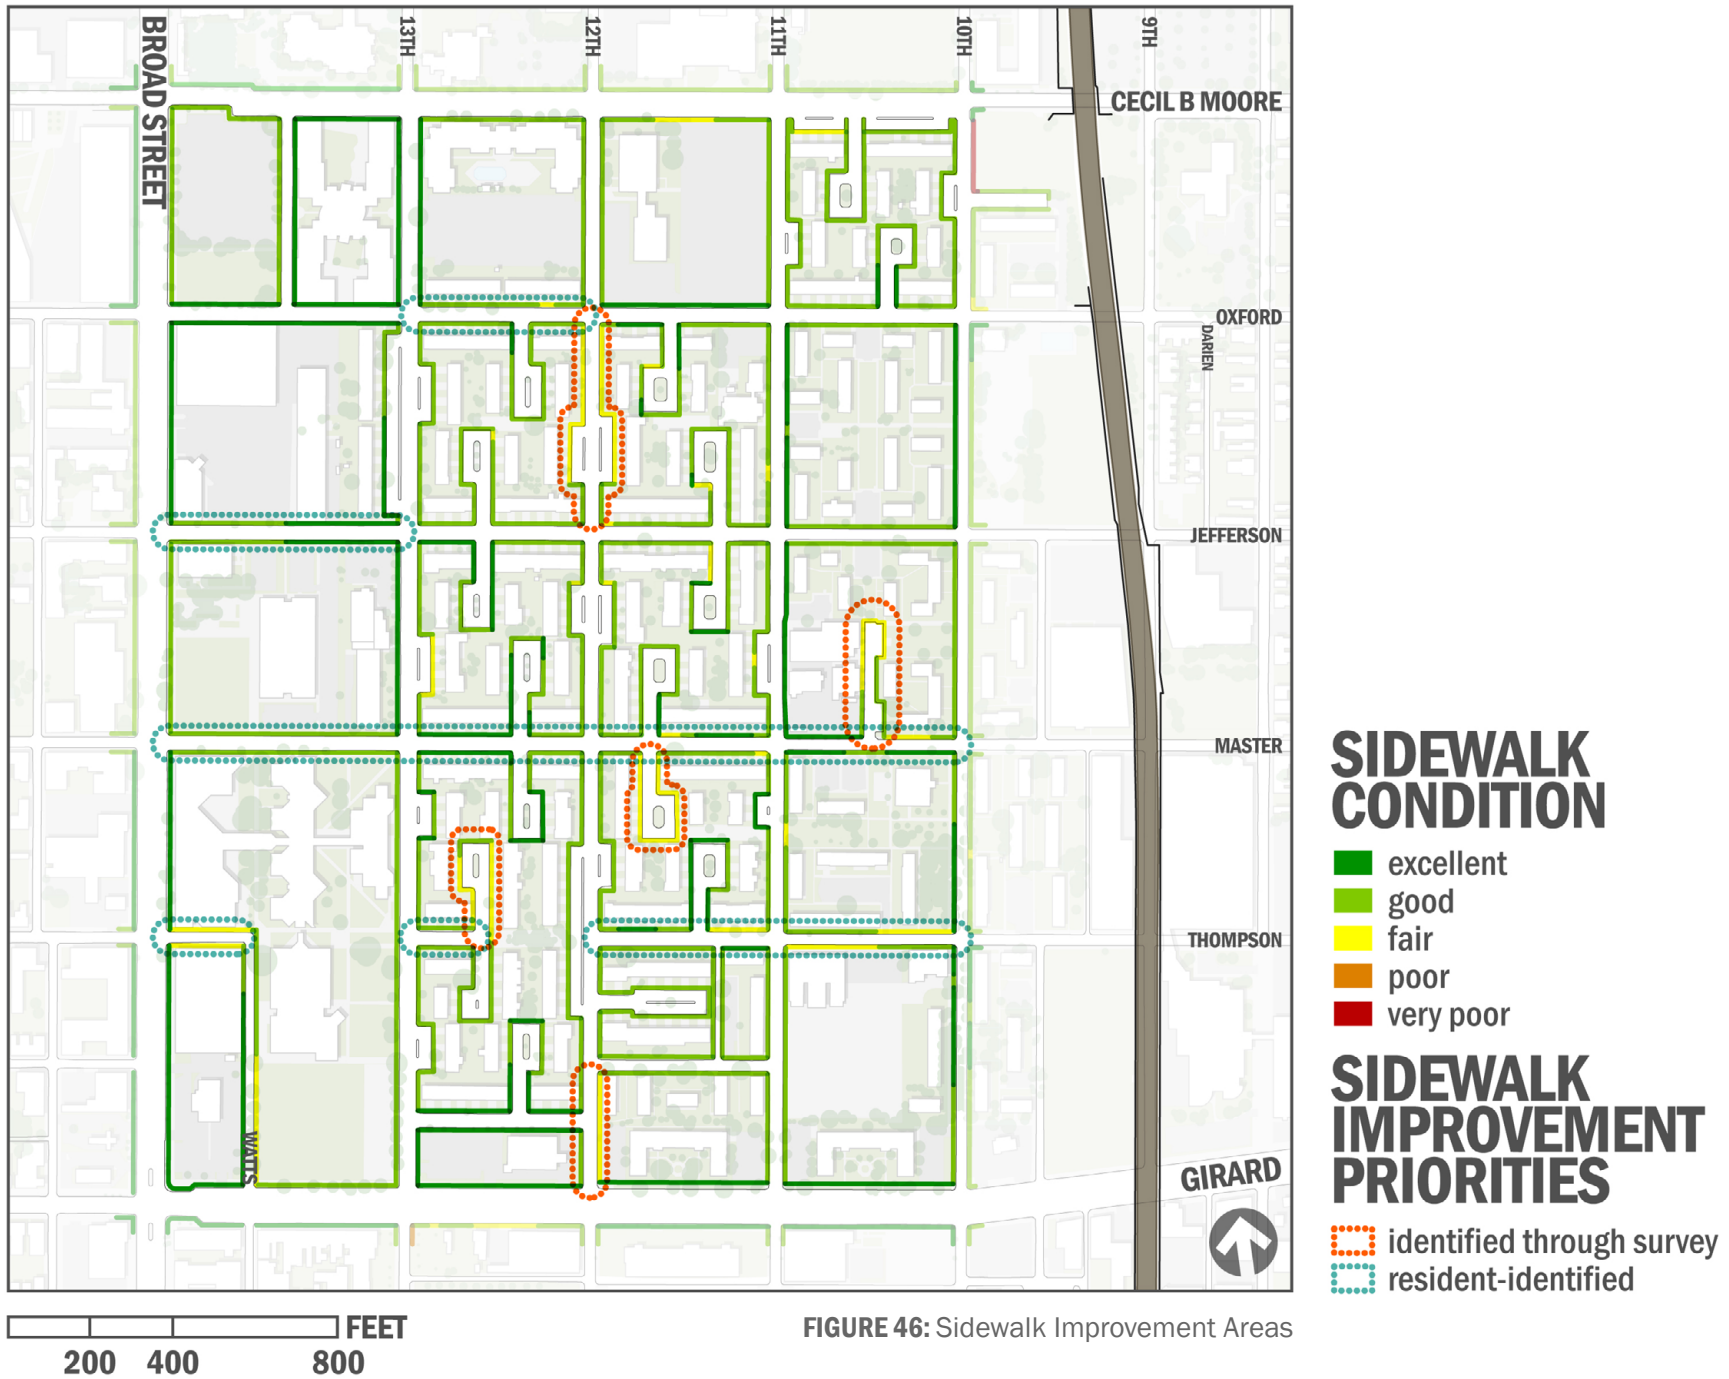 BROAD STREET
13TH
12TH
11TH
10TH
9TH
CECIL B MOORE
OXFORD
DARIEN
JEFFERSON
MASTER
THOMPSON
WATTS
GIRARD
SIDEWALK
CONDITION
excellent
good
fair
poor
very poor
SIDEWALK
IMPROVEMENT
PRIORITIES
identified through survey
resident-identified
FEET
200 400 800
FIGURE 46: Sidewalk Improvement Areas